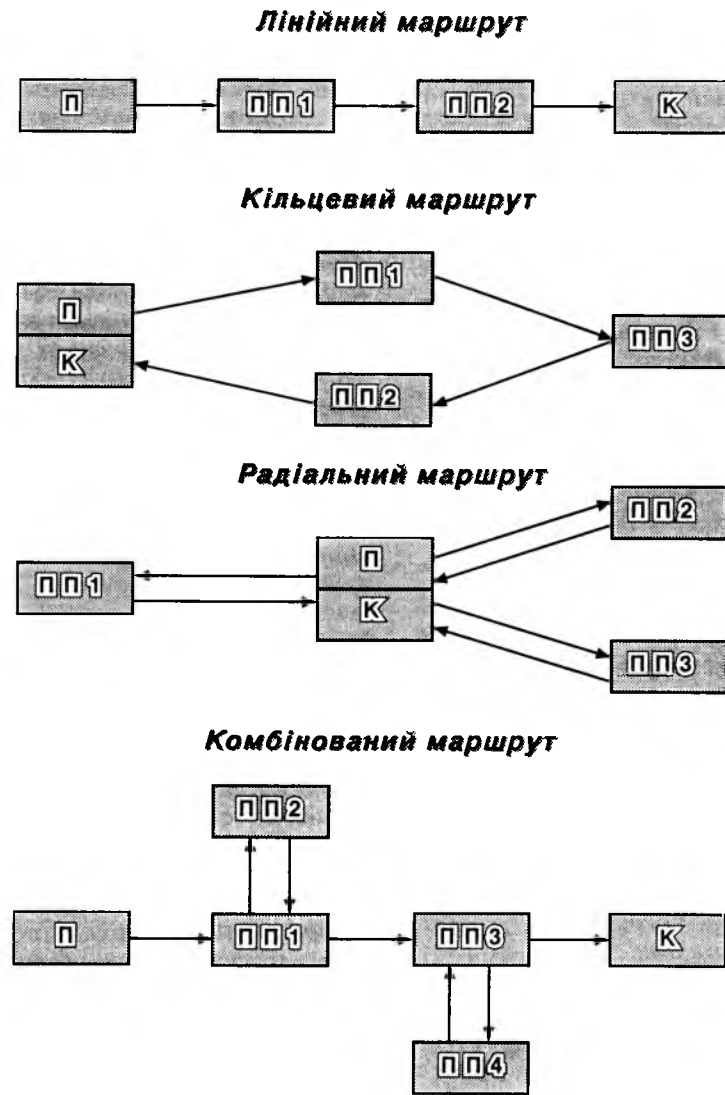 Лінійний маршрут
П ПП1 ПП2 К
Кільцевий маршрут
ПП1
П
ПП3
К
ПП2
Радіальний маршрут
ПП2
П
ПП1
К
ПП3
Комбінований маршрут
ПП2
П ПП1 ПП3 К
ПП4